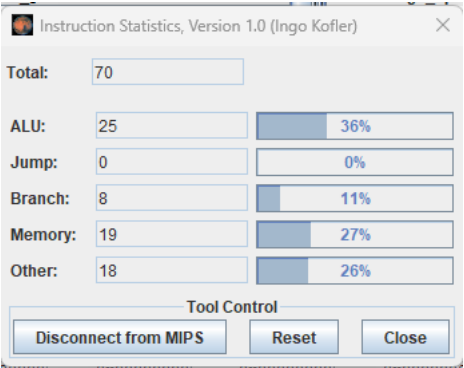 Instruction Statistics, Version 1.0 (Ingo Kofler)
Total: 70
ALU: 25 36%
Jump: 0 0%
Branch: 8 11%
Memory: 19 27%
Other: 18 26%
Tool Control
Disconnect from MIPS Reset Close